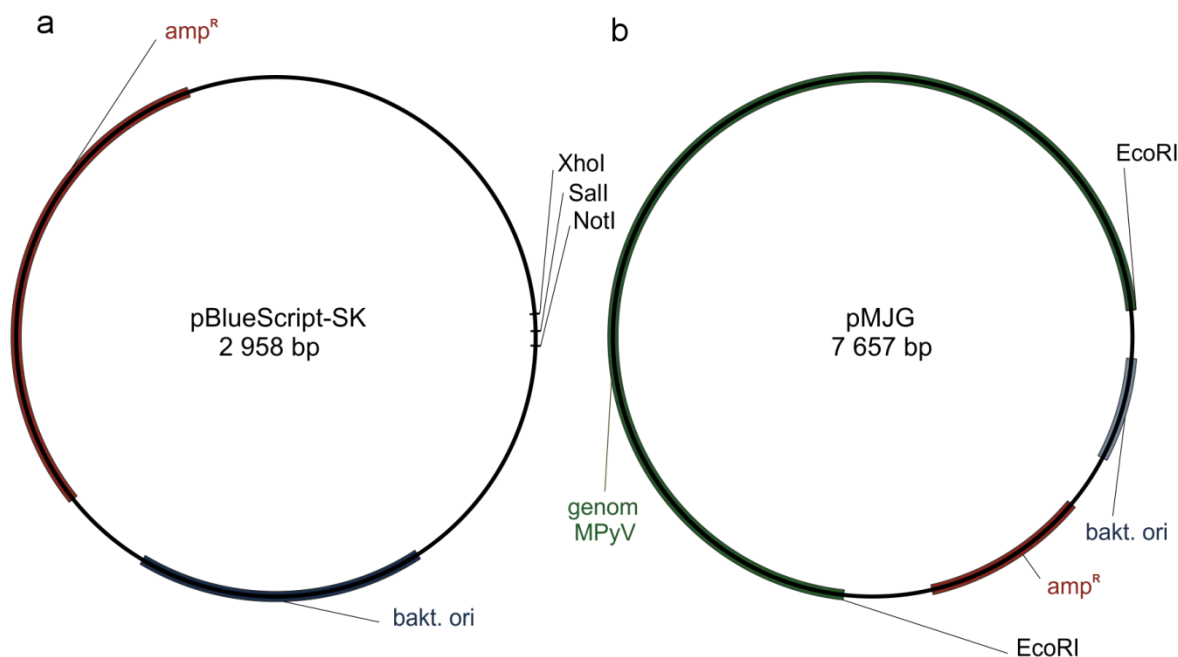 a
amp^R
XhoI
SalI
NotI
pBlueScript-SK
2 958 bp
bakt. ori
b
EcoRI
pMJG
7 657 bp
genom
MPyV
bakt. ori
amp^R
EcoRI